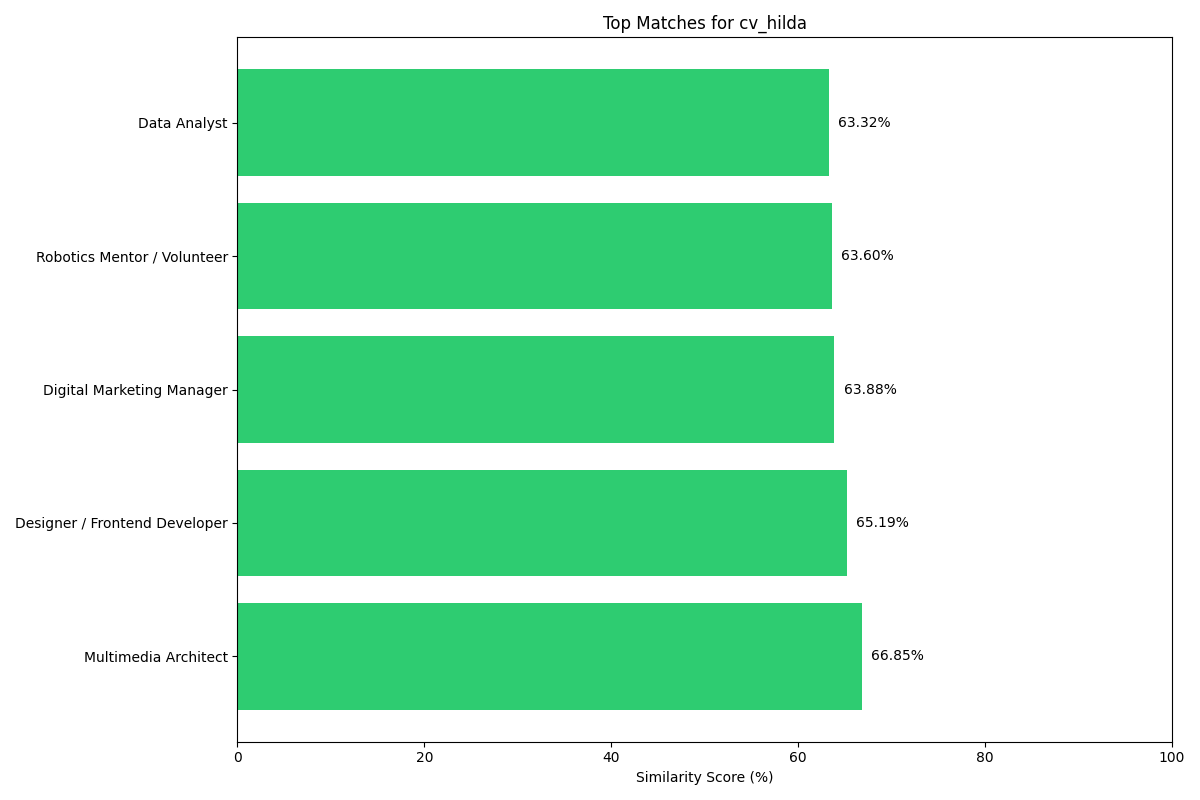 Top Matches for cv_hilda
Data Analyst 63.32%
Robotics Mentor / Volunteer 63.60%
Digital Marketing Manager 63.88%
Designer / Frontend Developer 65.19%
Multimedia Architect 66.85%
0 20 40 60 80 100
Similarity Score (%)